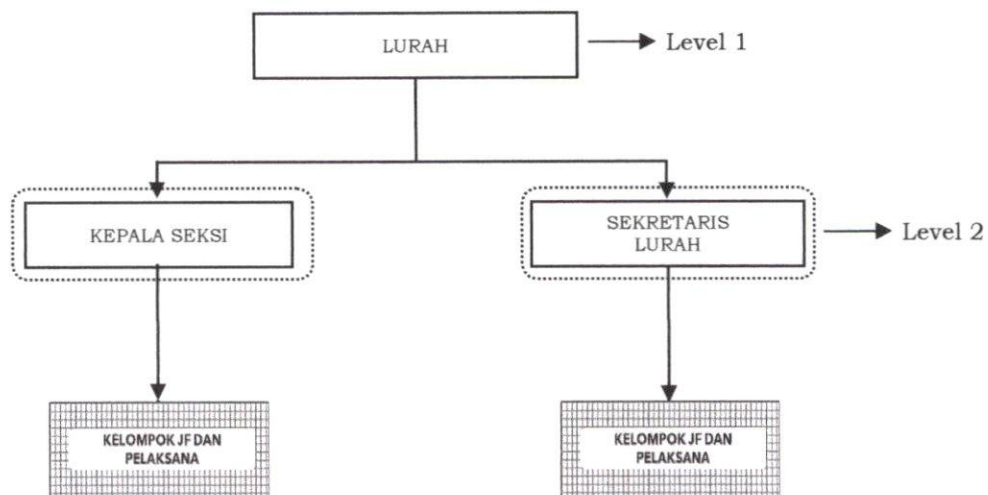 LURAH
Level 1
KEPALA SEKSI
SEKRETARIS
LURAH
Level 2
KELOMPOK JF DAN
PELAKSANA
KELOMPOK JF DAN
PELAKSANA